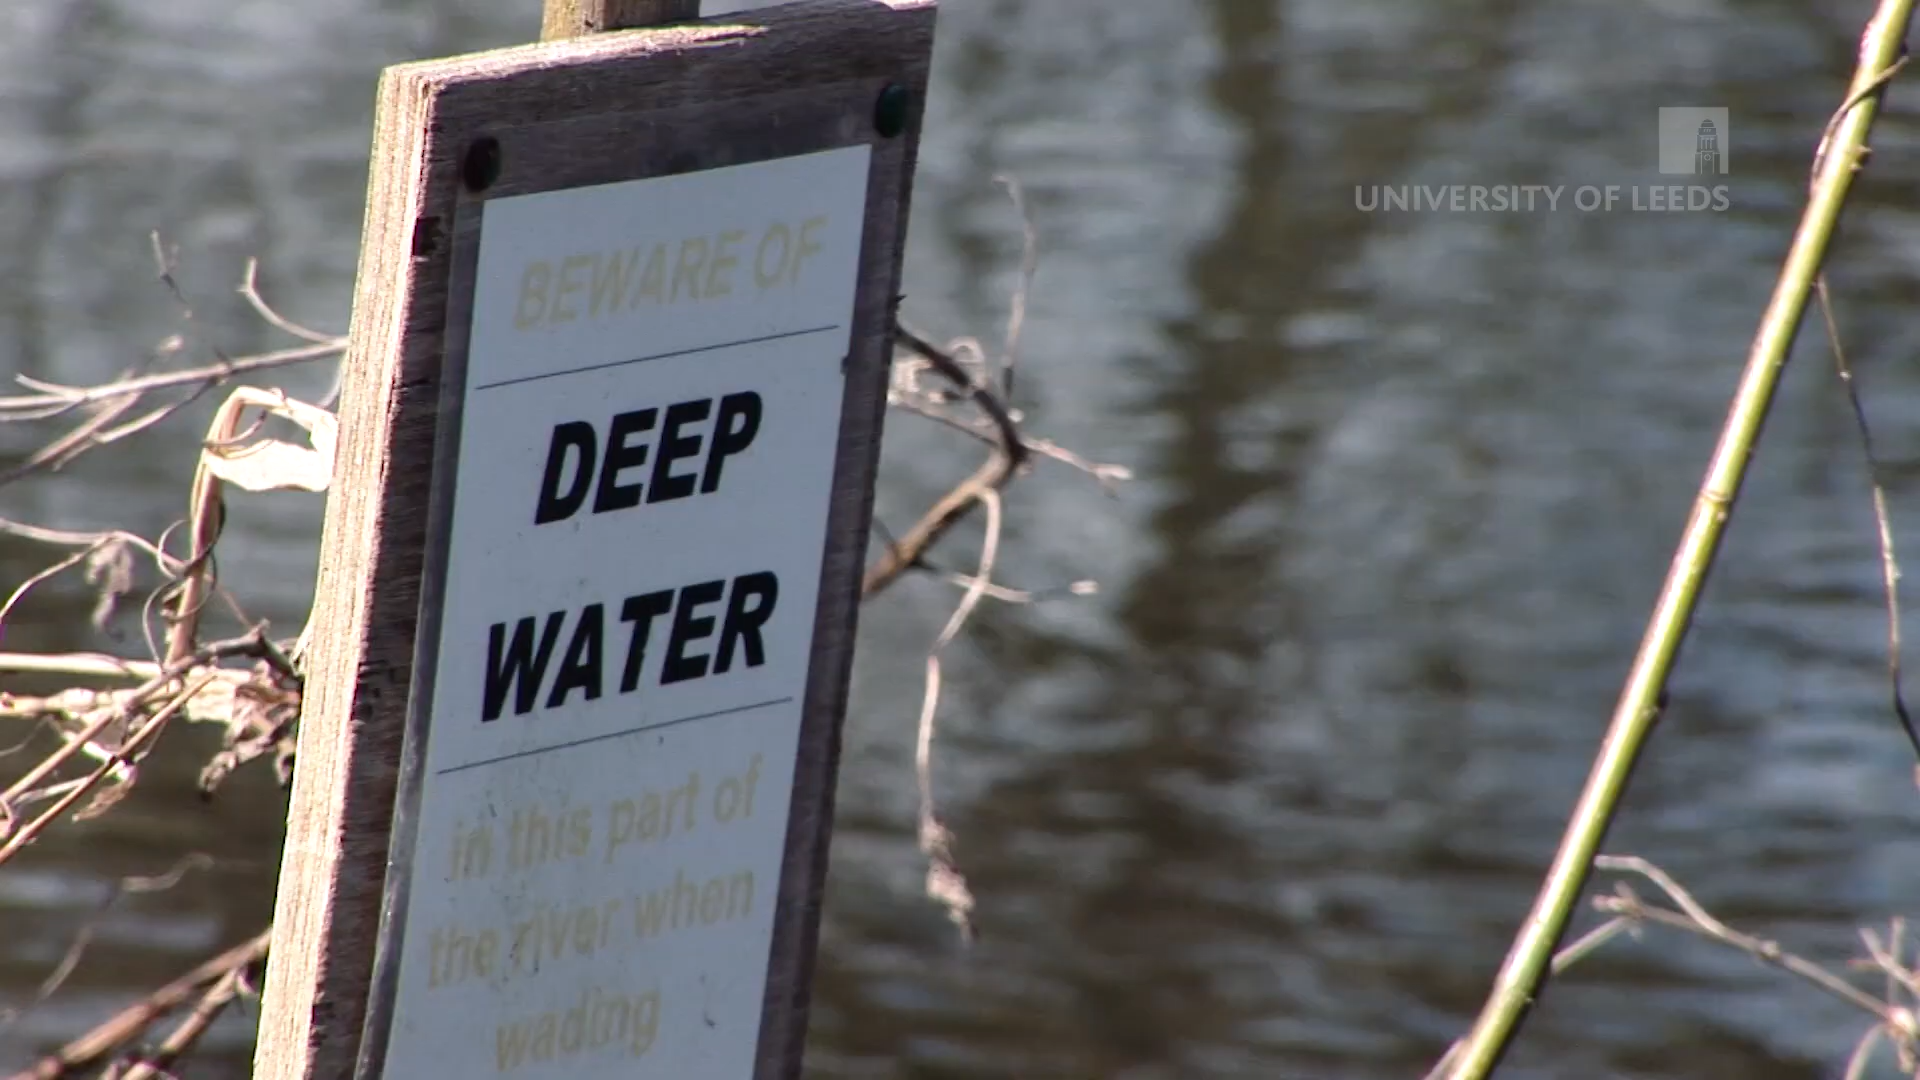 UNIVERSITY OF LEEDS
BEWARE OF
DEEP
WATER
in this part of
the river when
wading